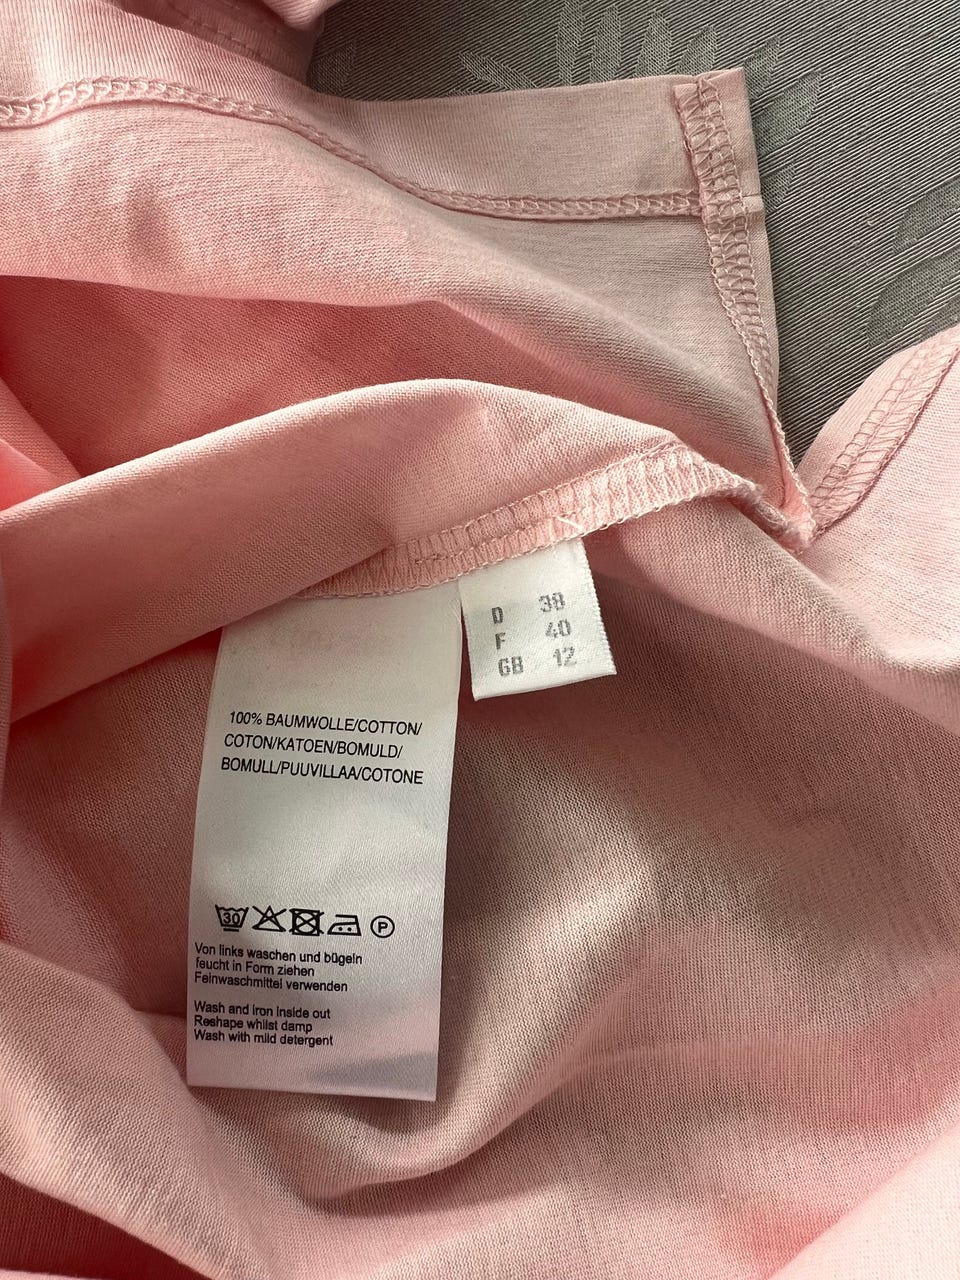 D 38
F 40
GB 12
100% BAUMWOLLE/COTTON/
COTON/KATOEN/BOMULD/
BOMULL/PUUVILLAA/COTONE
30 P
Von links waschen und bügeln
feucht in Form ziehen
Feinwaschmittel verwenden
Wash and iron inside out
Reshape whilst damp
Wash with mild detergent